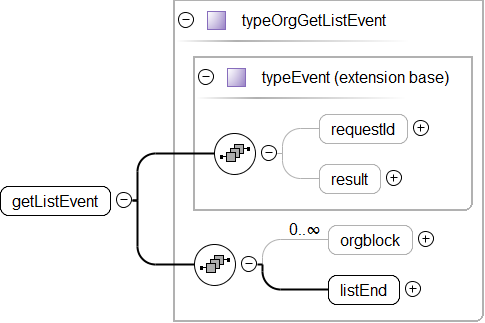 typeOrgGetListEvent
typeEvent (extension base)
requestId
result
getListEvent
0..∞
orgblock
listEnd